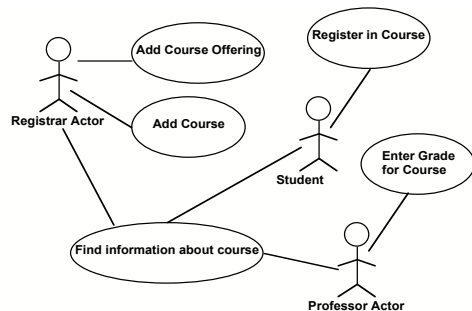 Add Course Offering
Register in Course
Registrar Actor
Add Course
Student
Enter Grade
for Course
Find information about course
Professor Actor